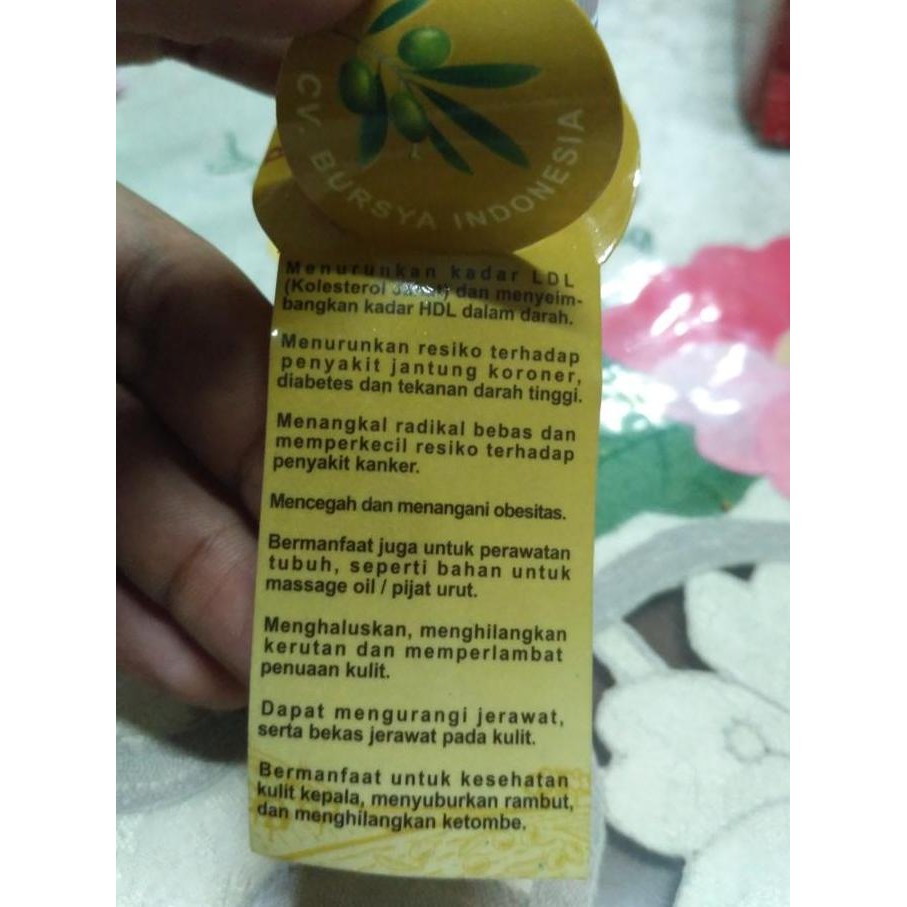 CV. BURSYA INDONESIA
Menurunkan kadar LDL
(Kolesterol Jahat) dan menyeim-
bangkan kadar HDL dalam darah.
Menurunkan resiko terhadap
penyakit jantung koroner,
diabetes dan tekanan darah tinggi.
Menangkal radikal bebas dan
memperkecil resiko terhadap
penyakit kanker.
Mencegah dan menangani obesitas.
Bermanfaat juga untuk perawatan
tubuh, seperti bahan untuk
massage oil / pijat urut.
Menghaluskan, menghilangkan
kerutan dan memperlambat
penuaan kulit.
Dapat mengurangi jerawat,
serta bekas jerawat pada kulit.
Bermanfaat untuk kesehatan
kulit kepala, menyuburkan rambut,
dan menghilangkan ketombe.